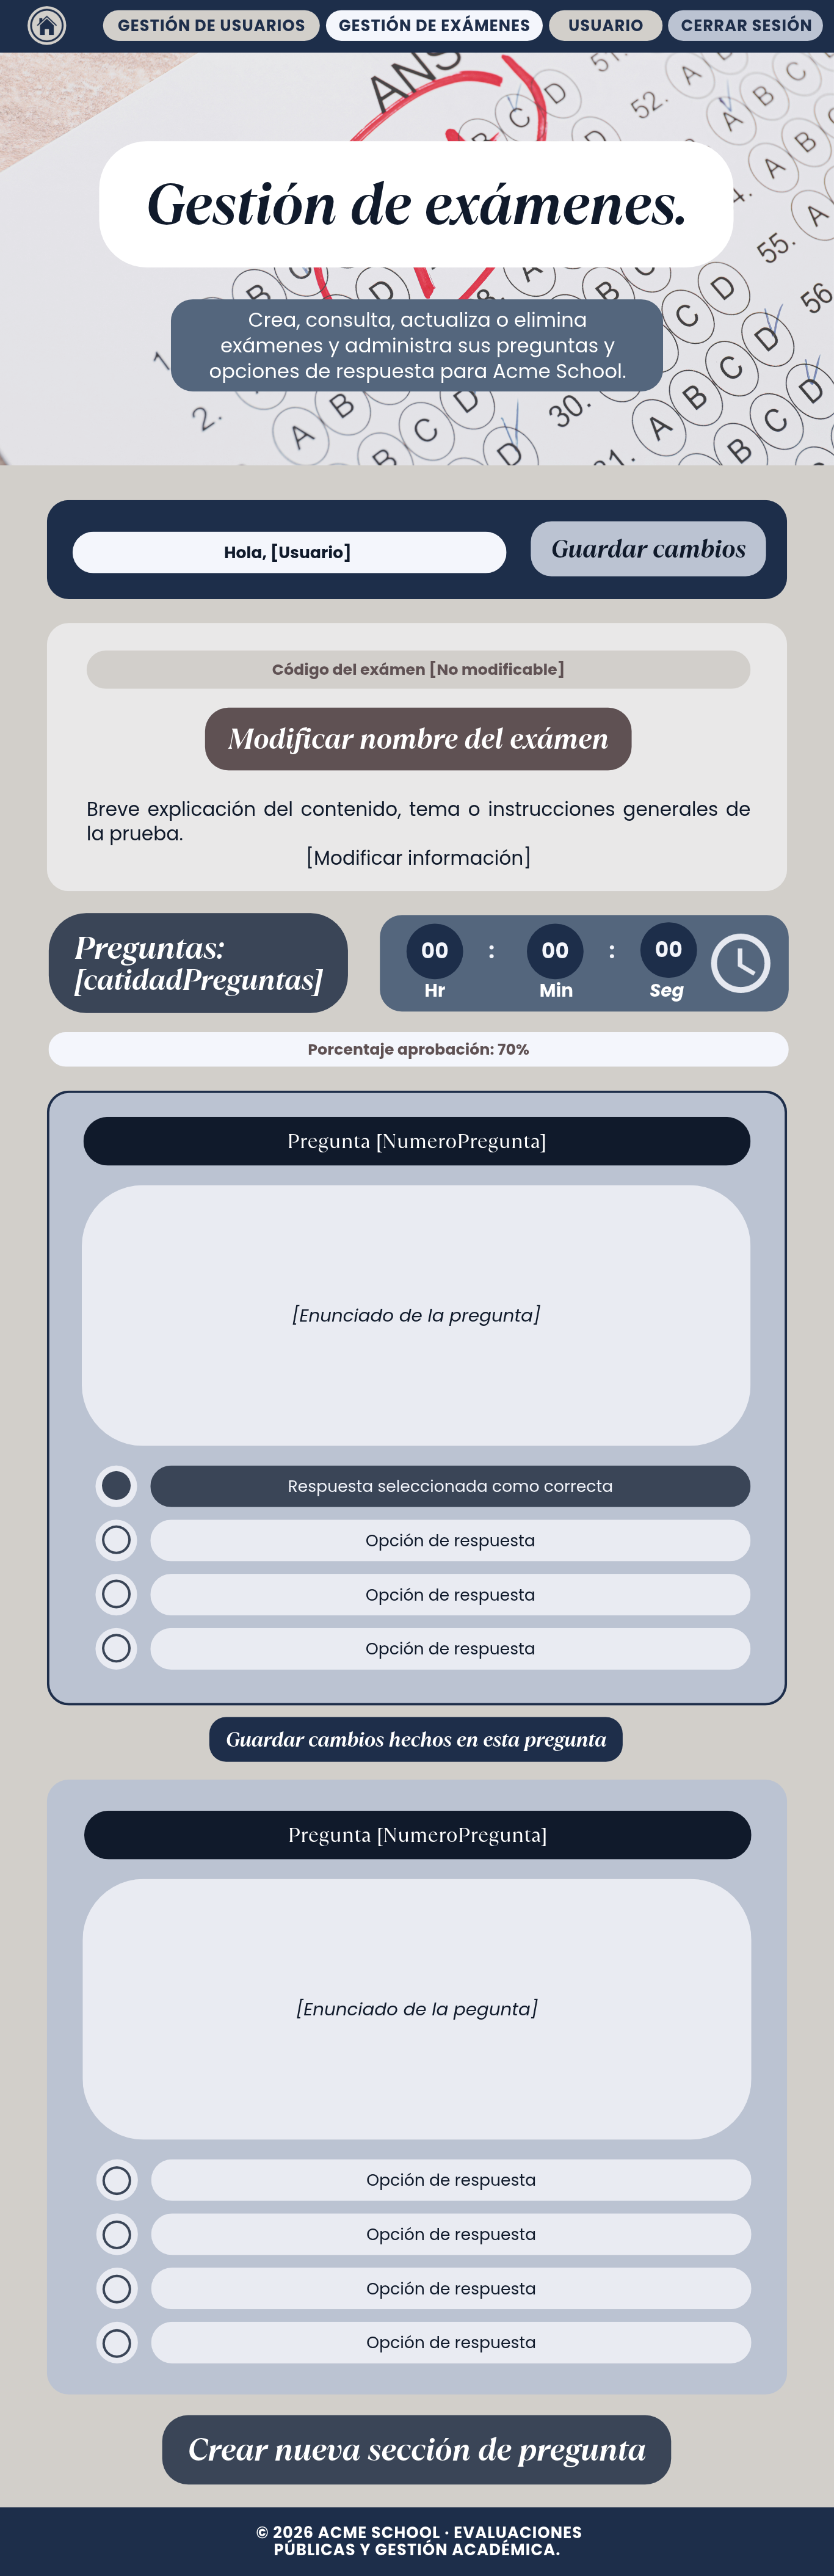 GESTIÓN DE USUARIOS
GESTIÓN DE EXÁMENES
USUARIO
CERRAR SESIÓN
ANS
Gestión de exámenes.
Crea, consulta, actualiza o elimina
exámenes y administra sus preguntas y
opciones de respuesta para Acme School.
Hola, [Usuario]
Guardar cambios
Código del exámen [No modificable]
Modificar nombre del exámen
Breve explicación del contenido, tema o instrucciones generales de
la prueba.
[Modificar información]
Preguntas:
[catidadPreguntas]
00 : 00 : 00
Hr Min Seg
Porcentaje aprobación: 70%
Pregunta [NumeroPregunta]
[Enunciado de la pregunta]
Respuesta seleccionada como correcta
Opción de respuesta
Opción de respuesta
Opción de respuesta
Guardar cambios hechos en esta pregunta
Pregunta [NumeroPregunta]
[Enunciado de la pegunta]
Opción de respuesta
Opción de respuesta
Opción de respuesta
Opción de respuesta
Crear nueva sección de pregunta
© 2026 ACME SCHOOL · EVALUACIONES
PÚBLICAS Y GESTIÓN ACADÉMICA.